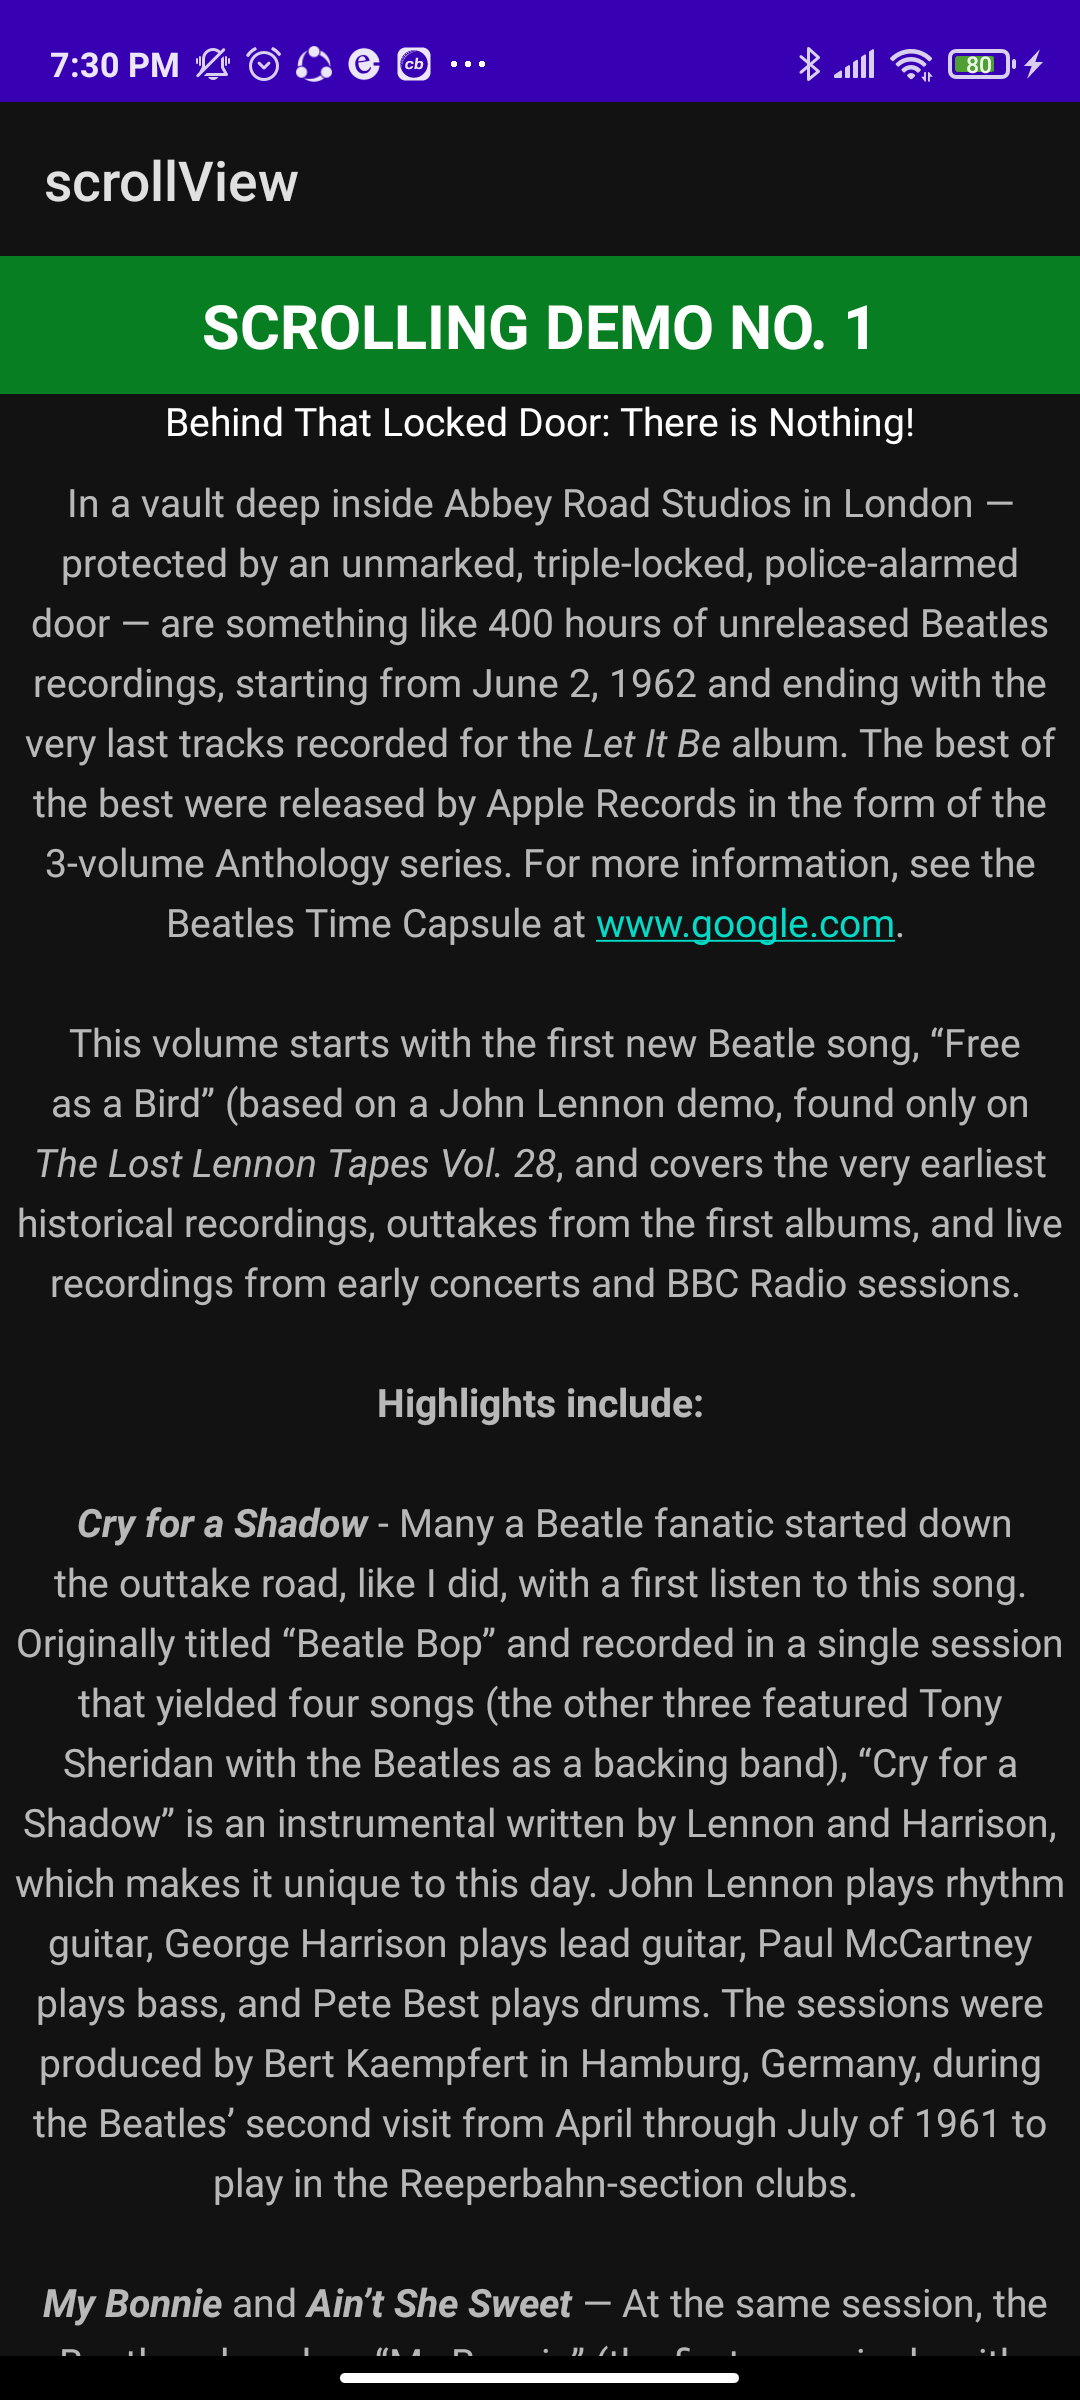 7:30 PM
80
scrollView
SCROLLING DEMO NO. 1
Behind That Locked Door: There is Nothing!
In a vault deep inside Abbey Road Studios in London —
protected by an unmarked, triple-locked, police-alarmed
door — are something like 400 hours of unreleased Beatles
recordings, starting from June 2, 1962 and ending with the
very last tracks recorded for the Let It Be album. The best of
the best were released by Apple Records in the form of the
3-volume Anthology series. For more information, see the
Beatles Time Capsule at www.google.com.
This volume starts with the first new Beatle song, “Free
as a Bird” (based on a John Lennon demo, found only on
The Lost Lennon Tapes Vol. 28, and covers the very earliest
historical recordings, outtakes from the first albums, and live
recordings from early concerts and BBC Radio sessions.
Highlights include:
Cry for a Shadow - Many a Beatle fanatic started down
the outtake road, like I did, with a first listen to this song.
Originally titled “Beatle Bop” and recorded in a single session
that yielded four songs (the other three featured Tony
Sheridan with the Beatles as a backing band), “Cry for a
Shadow” is an instrumental written by Lennon and Harrison,
which makes it unique to this day. John Lennon plays rhythm
guitar, George Harrison plays lead guitar, Paul McCartney
plays bass, and Pete Best plays drums. The sessions were
produced by Bert Kaempfert in Hamburg, Germany, during
the Beatles’ second visit from April through July of 1961 to
play in the Reeperbahn-section clubs.
My Bonnie and Ain’t She Sweet — At the same session, the